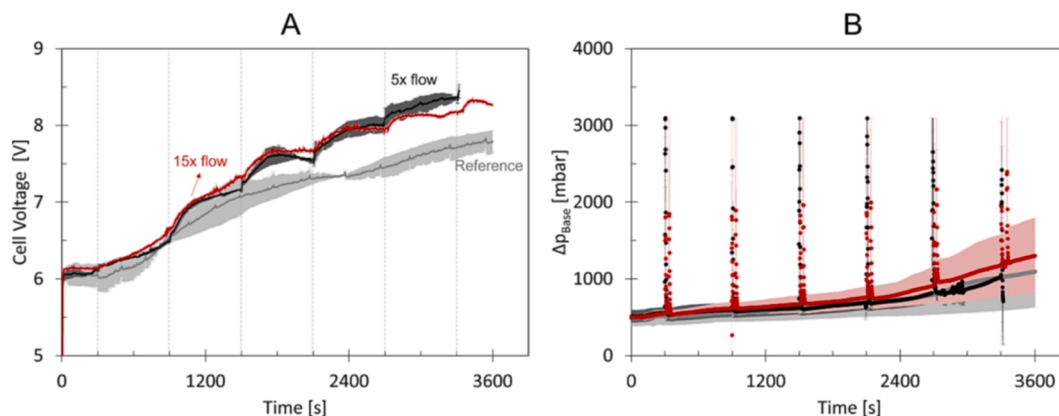 A
9
8
7
6
5
Cell Voltage [V]
5x flow
15x flow
Reference
0
1200
2400
3600
Time [s]
B
4000
3000
2000
1000
0
Δp_Base [mbar]
0
1200
2400
3600
Time [s]